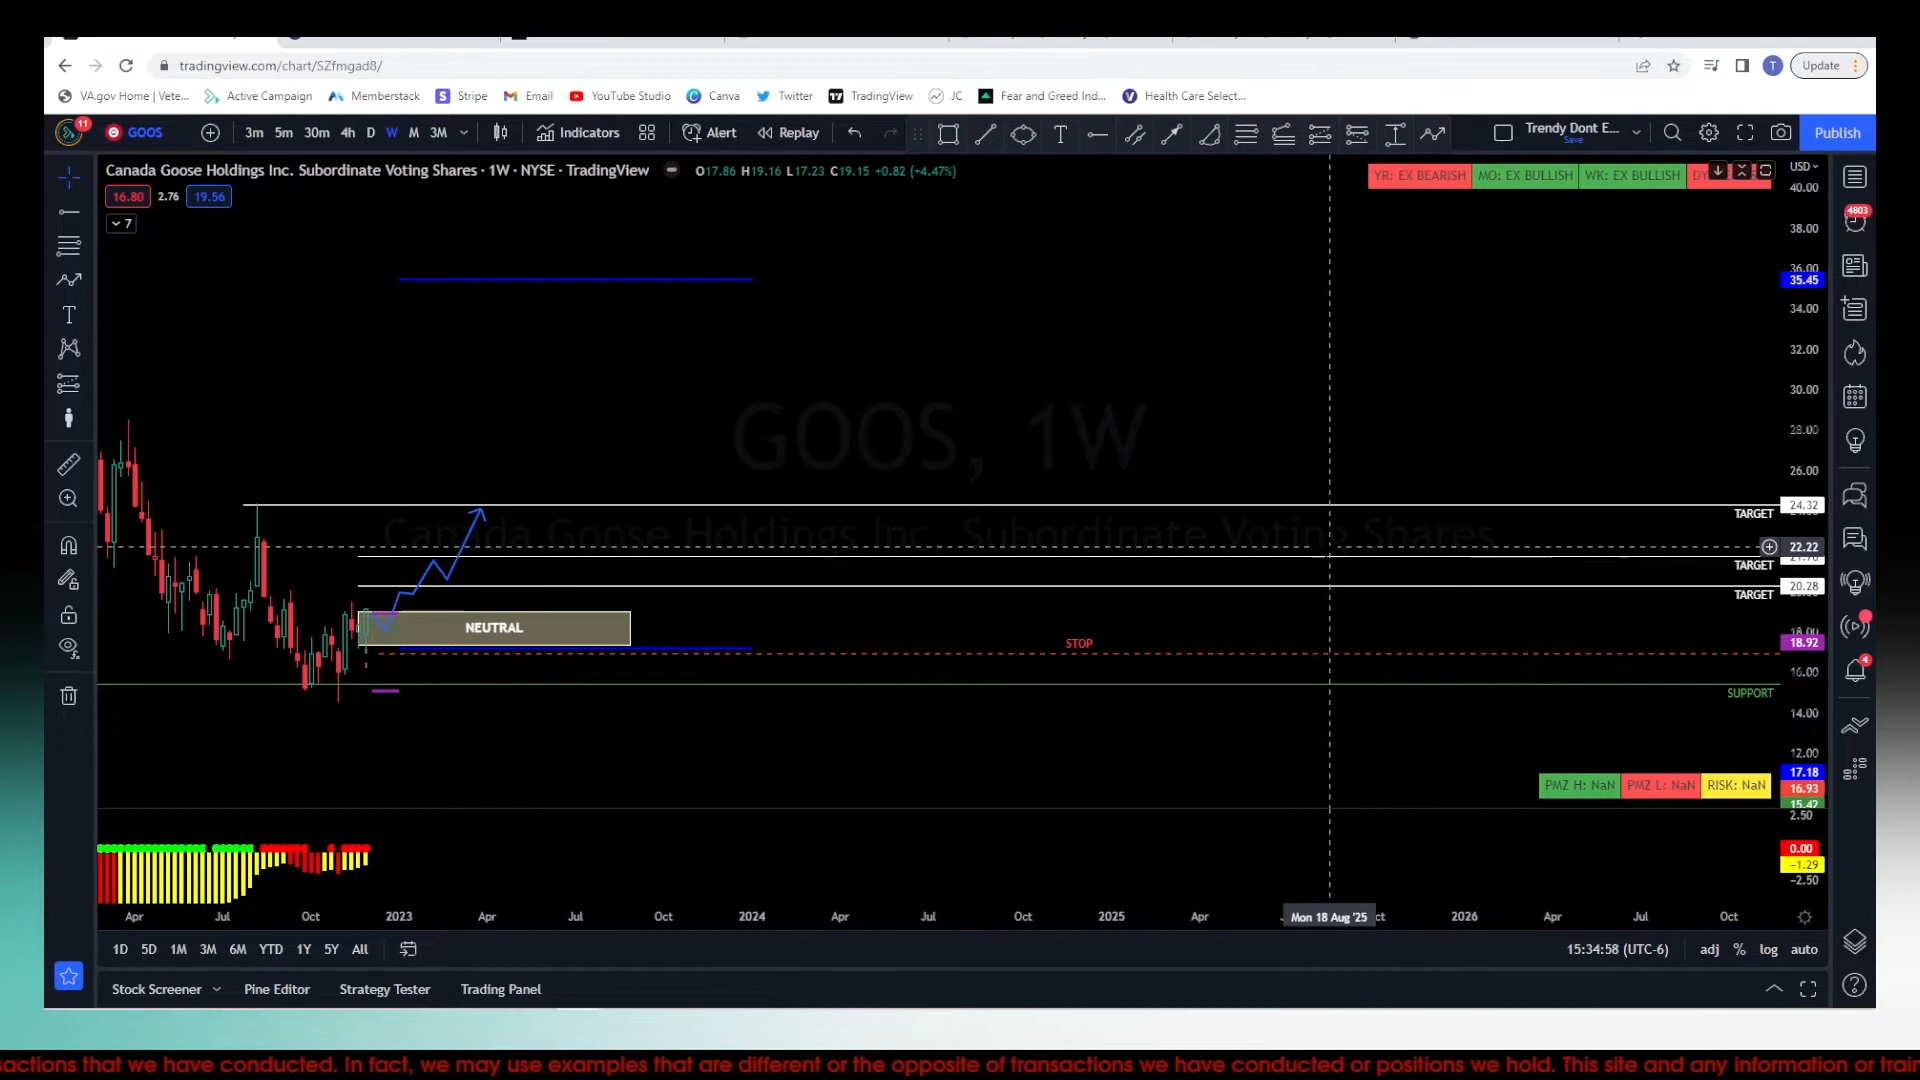 tradingview.com/chart/SZfmgad8/
T
Update
VA.gov Home | Vete...
Active Campaign
Memberstack
Stripe
Email
YouTube Studio
Canva
Twitter
TradingView
JC
Fear and Greed Ind...
Health Care Select...
11
GOOS
3m 5m 30m 4h D W M 3M
Indicators
Alert
Replay
Trendy Dont E...
Save
Publish
Canada Goose Holdings Inc. Subordinate Voting Shares · 1W · NYSE · TradingView
O17.86 H19.16 L17.23 C19.15 +0.82 (+4.47%)
16.80 2.76 19.56
7
YR: EX BEARISH
MO: EX BULLISH
WK: EX BULLISH
USD
40.00
38.00
36.00
35.45
34.00
32.00
30.00
28.00
26.00
24.32
TARGET
22.22
TARGET
20.28
TARGET
18.00
18.92
16.00
14.00
12.00
17.18
16.93
15.42
2.50
0.00
−1.29
−2.50
GOOS, 1W
Canada Goose Holdings Inc. Subordinate Voting Shares
NEUTRAL
STOP
SUPPORT
PMZ H: NaN
PMZ L: NaN
RISK: NaN
4803
4
Apr Jul Oct 2023 Apr Jul Oct 2024 Apr Jul Oct 2025 Apr Mon 18 Aug '25 2026 Apr Jul Oct
1D 5D 1M 3M 6M YTD 1Y 5Y All
15:34:58 (UTC-6)
adj % log auto
Stock Screener
Pine Editor
Strategy Tester
Trading Panel
sactions that we have conducted. In fact, we may use examples that are different or the opposite of transactions we have conducted or positions we hold. This site and any information or train